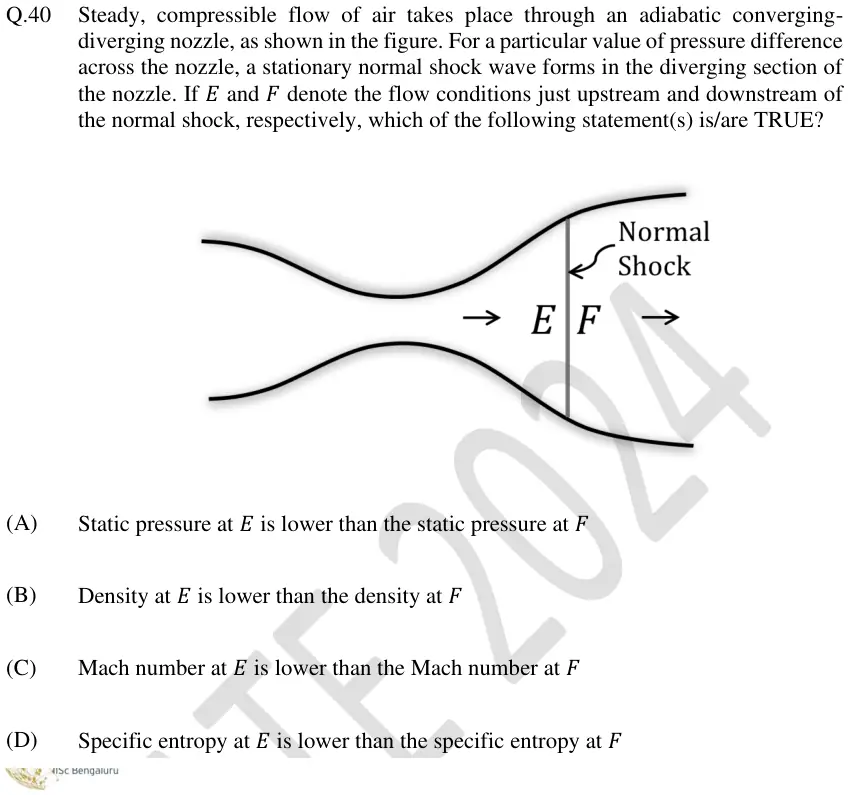 Q.40 Steady, compressible flow of air takes place through an adiabatic converging-
diverging nozzle, as shown in the figure. For a particular value of pressure difference
across the nozzle, a stationary normal shock wave forms in the diverging section of
the nozzle. If E and F denote the flow conditions just upstream and downstream of
the normal shock, respectively, which of the following statement(s) is/are TRUE?
Normal
Shock
E F
(A) Static pressure at E is lower than the static pressure at F
(B) Density at E is lower than the density at F
(C) Mach number at E is lower than the Mach number at F
(D) Specific entropy at E is lower than the specific entropy at F
IISc Bengaluru
TE 2024